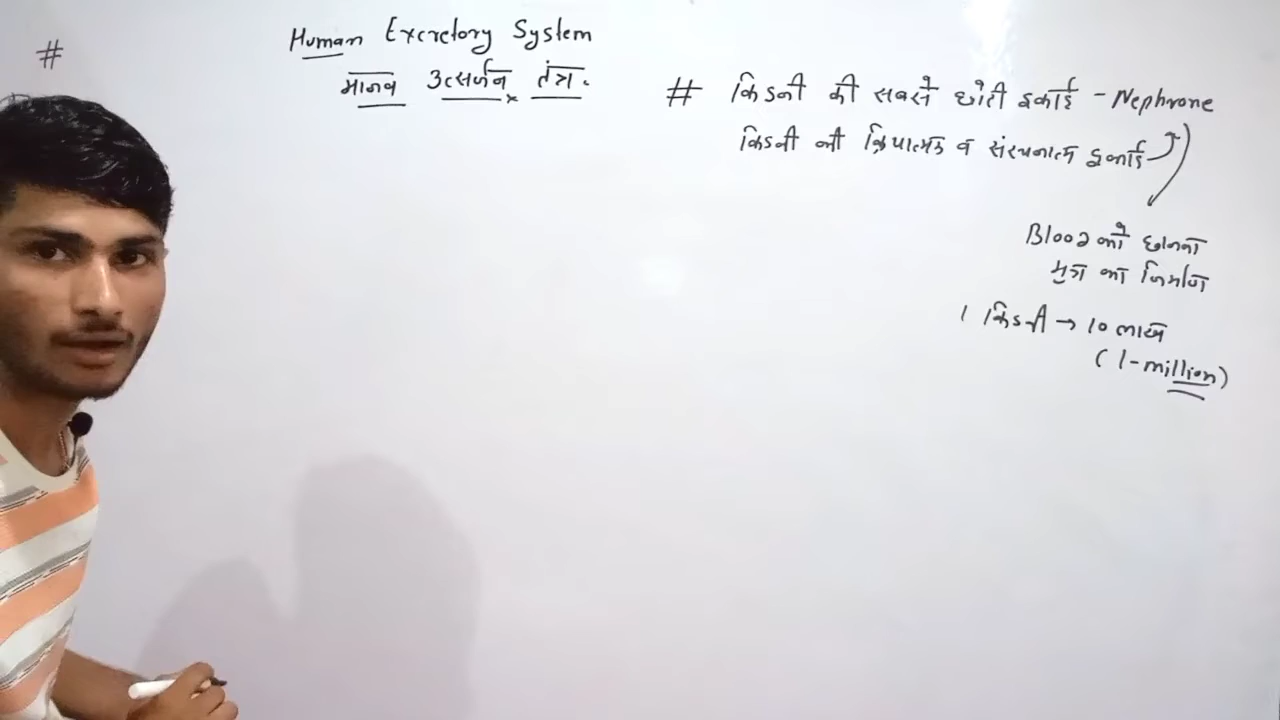 #
Human Excretory System
मानव उत्सर्जन तंत्र.
# किडनी की सबसे छोटी इकाई - Nephrone
किडनी की क्रियात्मक व संरचनात्म इकाई
Blood को छानना
मुत्र का निर्माण
1 किडनी → 10 लाख
(1-million)